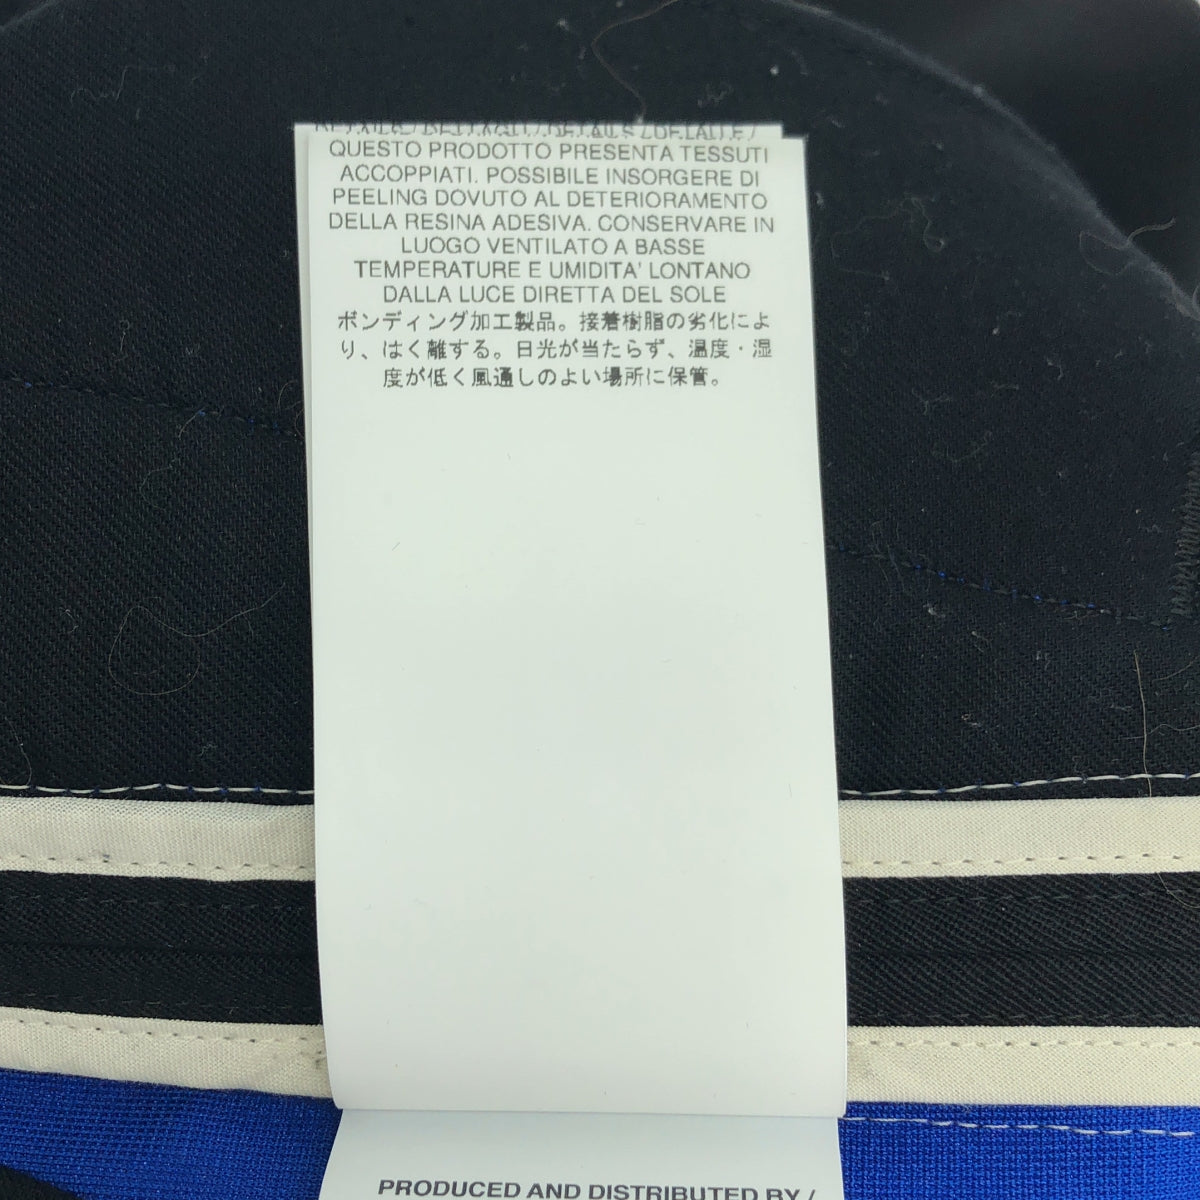 QUESTO PRODOTTO PRESENTA TESSUTI
ACCOPPIATI. POSSIBILE INSORGERE DI
PEELING DOVUTO AL DETERIORAMENTO
DELLA RESINA ADESIVA. CONSERVARE IN
LUOGO VENTILATO A BASSE
TEMPERATURE E UMIDITA' LONTANO
DALLA LUCE DIRETTA DEL SOLE
ボンディング加工製品。接着樹脂の劣化によ
り、はく離する。日光が当たらず、温度・湿
度が低く風通しのよい場所に保管。
PRODUCED AND DISTRIBUTED BY /